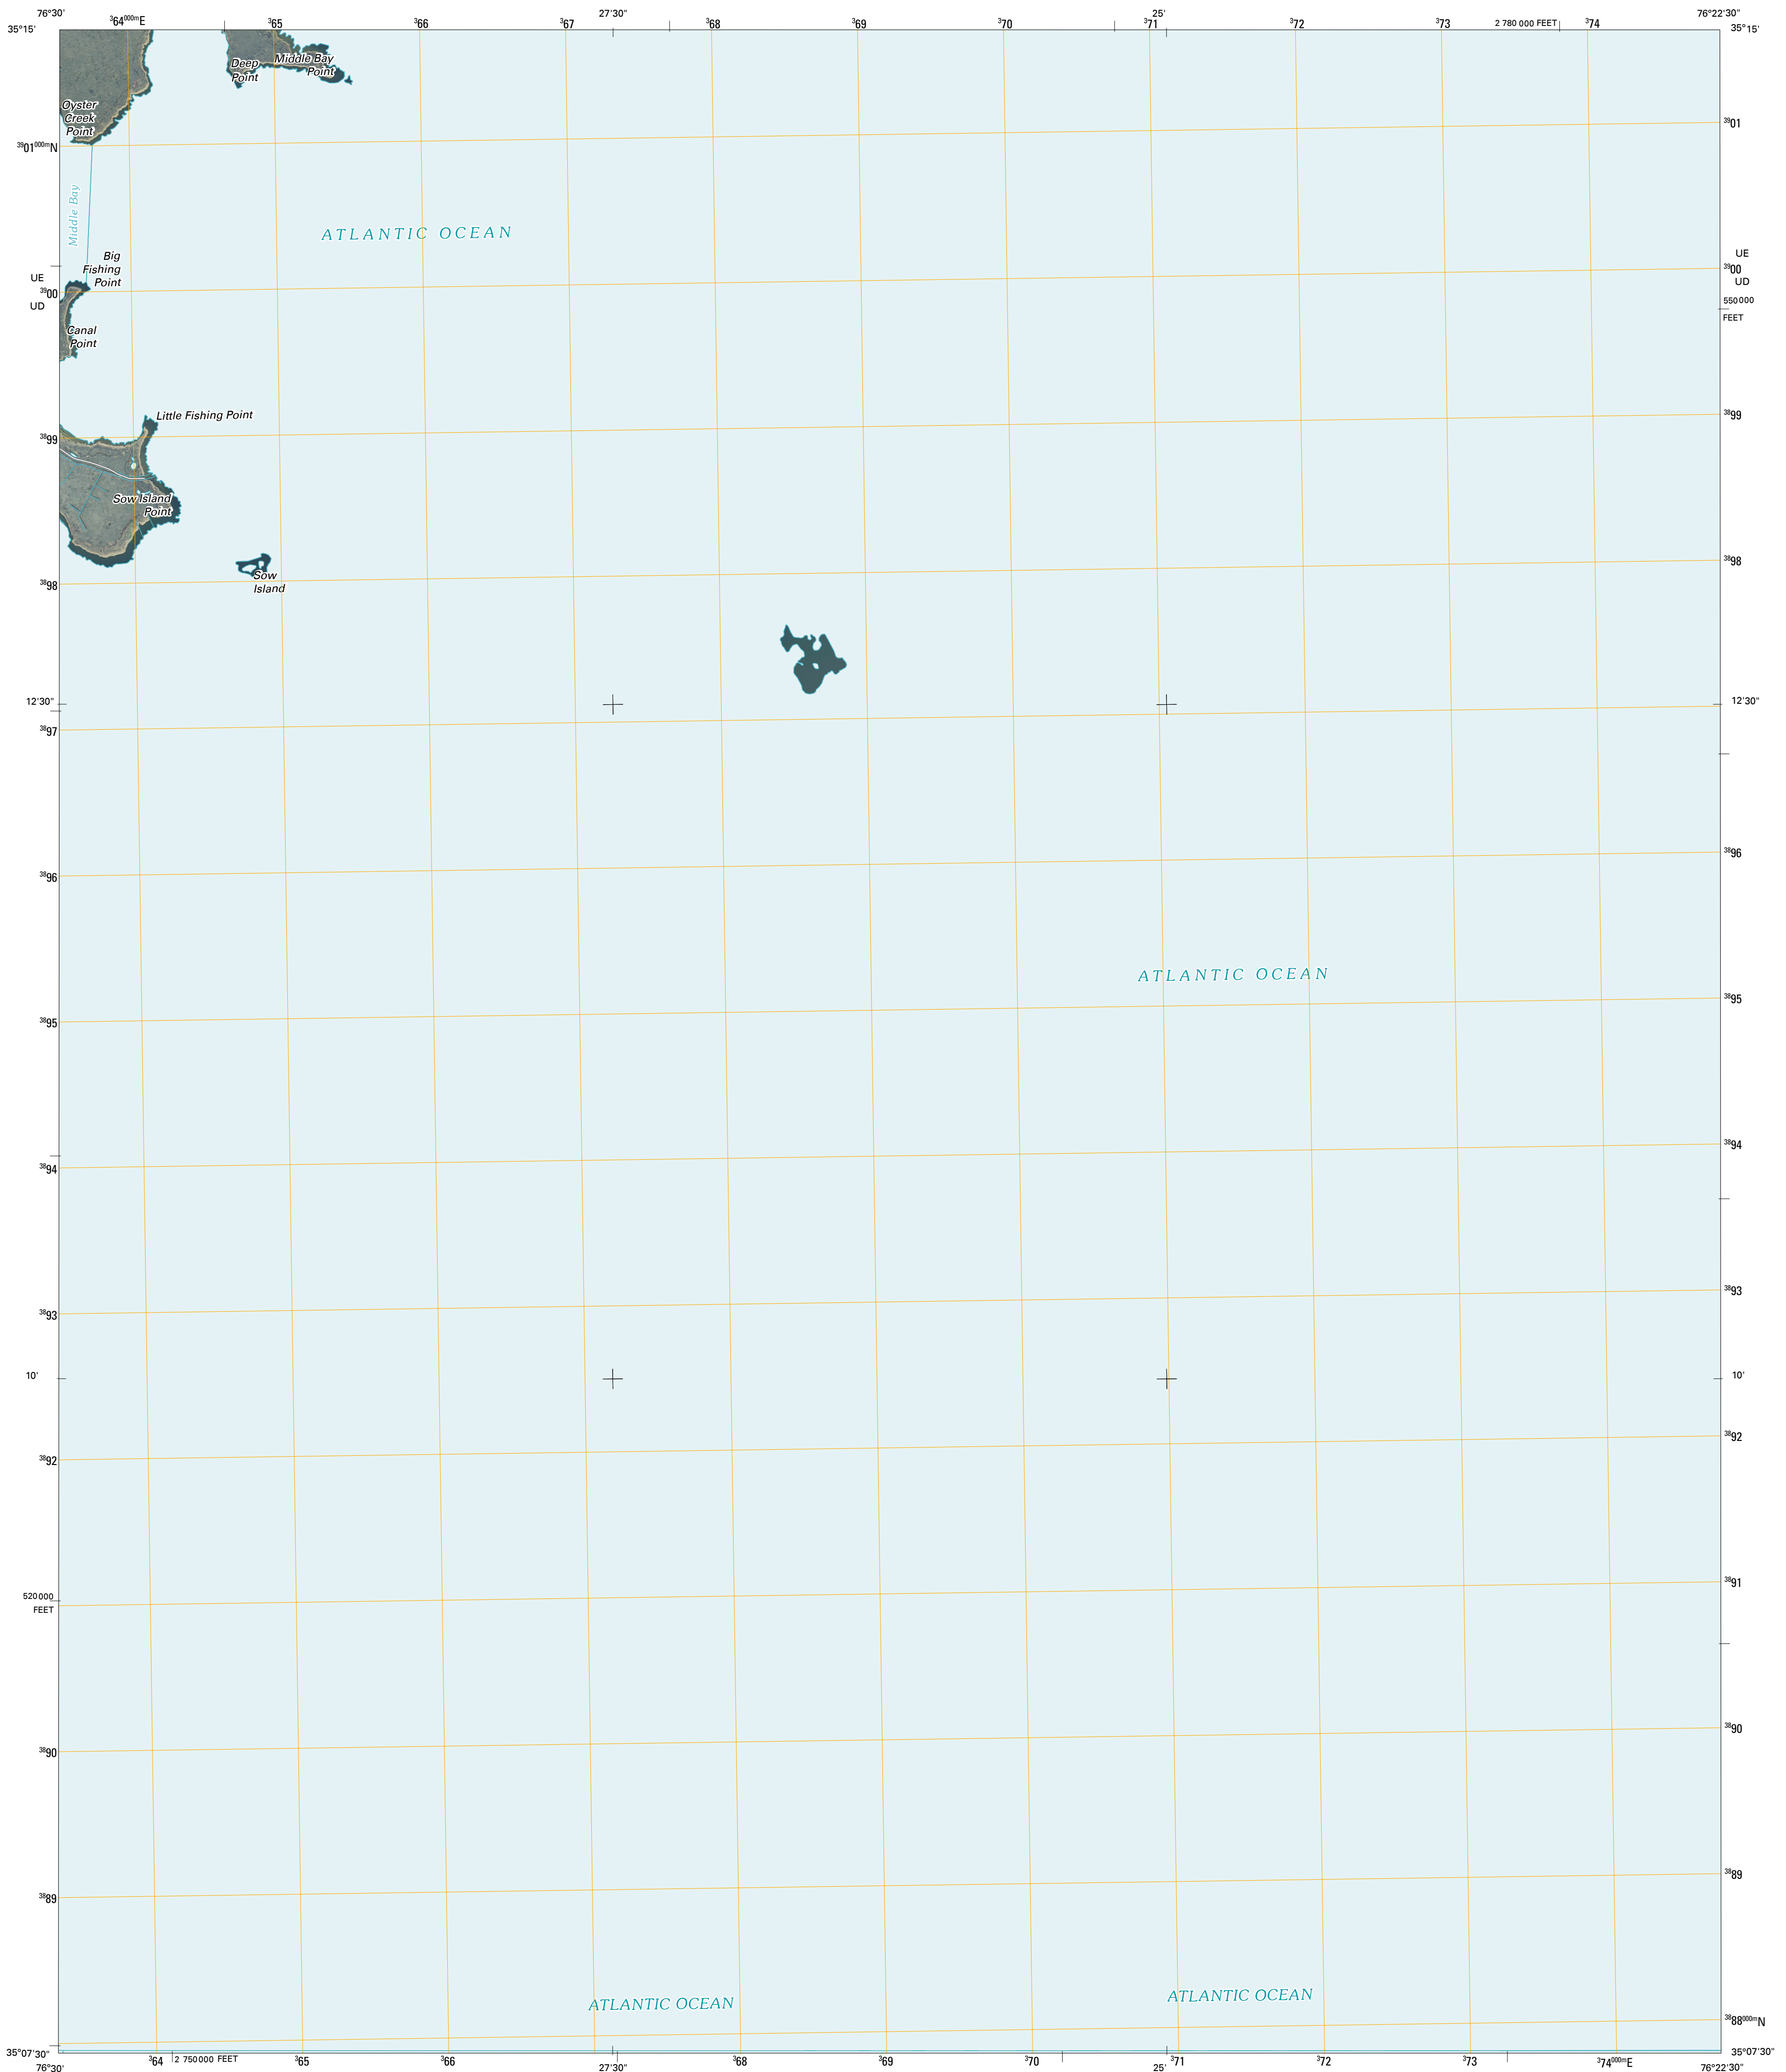 76°30' 364000mE 365 366 367 27'30" 368 369 370 25' 371 372 373 2 780 000 FEET 374 76°22'30"
35°15' 35°15'
Deep
Point
Middle Bay
Point
Oyster
Creek
Point
3901000mN 3901
Middle Bay
ATLANTIC OCEAN
Big
Fishing
Point
UE UE
3900 3900
UD UD
550 000
FEET
Canal
Point
Little Fishing Point
3899 3899
Sow Island
Point
3898 3898
Sow
Island
12'30" 12'30"
3897
3896 3896
ATLANTIC OCEAN
3895 3895
3894 3894
3893 3893
10' 10'
3892 3892
520 000
FEET
3891
3890 3890
3889 3889
ATLANTIC OCEAN ATLANTIC OCEAN
3888000mN
35°07'30" 35°07'30"
76°30' 364 2 750 000 FEET 365 366 27'30" 368 369 370 25' 371 372 373 374000mE 76°22'30"